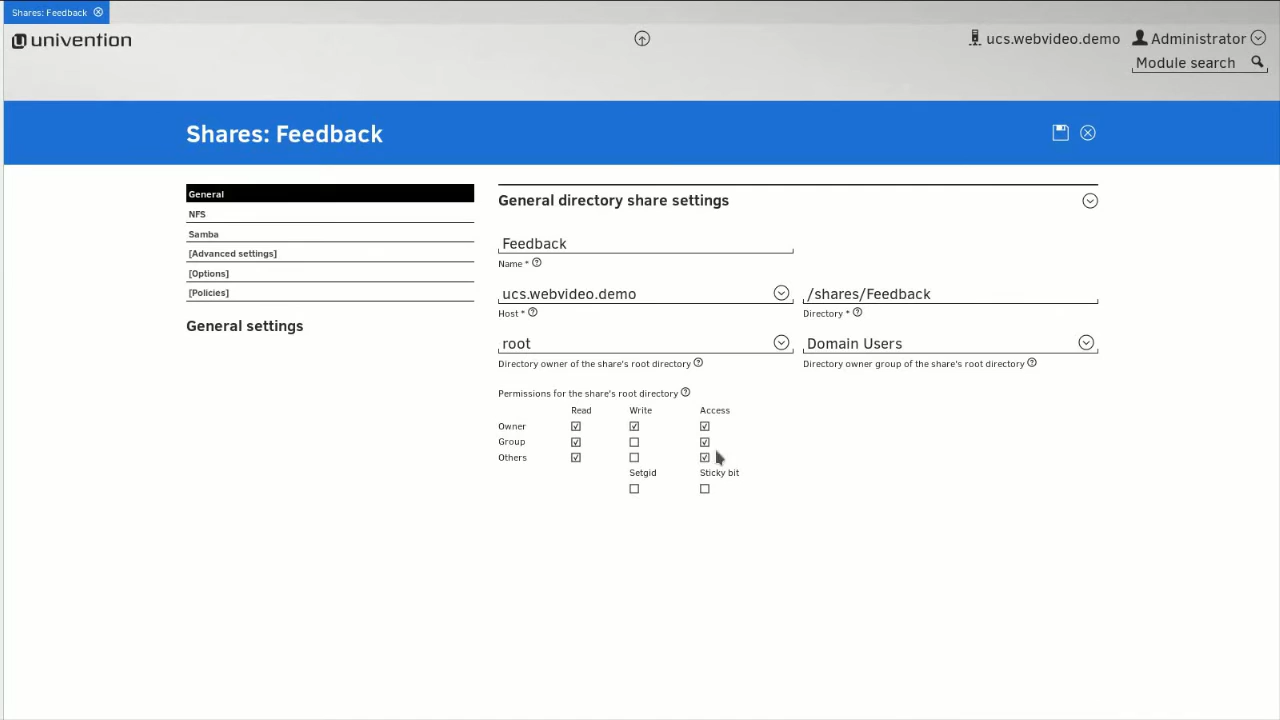 Shares: Feedback
univention
ucs.webvideo.demo Administrator
Module search
Shares: Feedback
General
NFS
Samba
[Advanced settings]
[Options]
[Policies]
General settings
General directory share settings
Feedback
Name *
ucs.webvideo.demo /shares/Feedback
Host * Directory *
root Domain Users
Directory owner of the share's root directory Directory owner group of the share's root directory
Permissions for the share's root directory
Read Write Access
Owner
Group
Others
Setgid Sticky bit